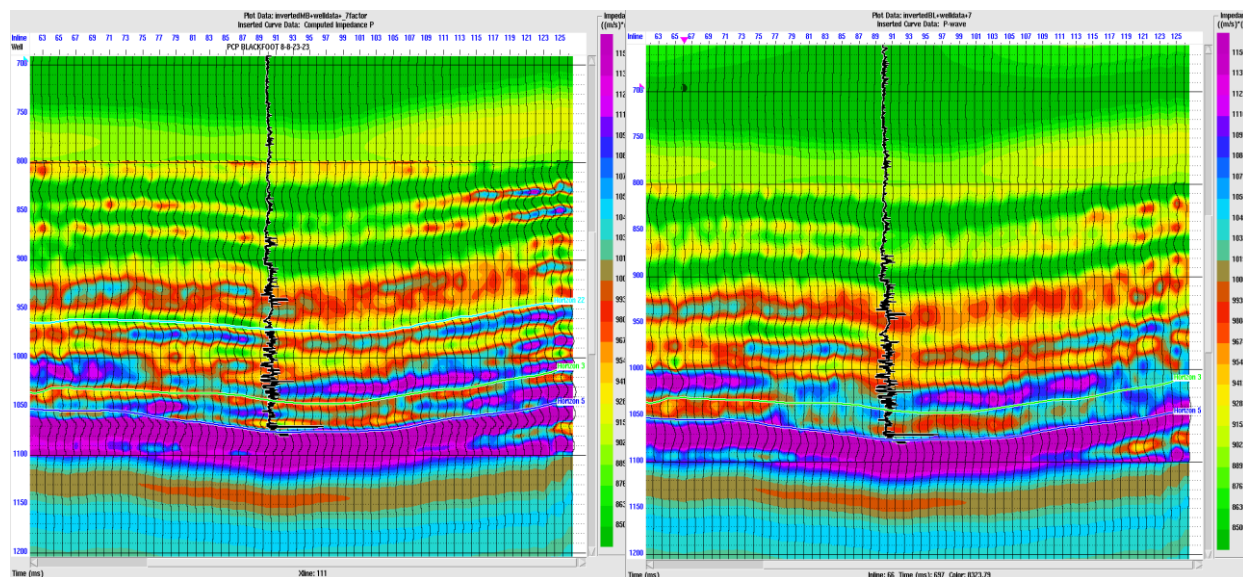 Plot Data: invertedMB+welldata+_7factor
Inserted Curve Data: Computed Impedance P
Impedance
((m/s)*(
Inline 63 65 67 69 71 73 75 77 79 81 83 85 87 89 91 93 95 97 99 101 103 105 107 109 111 113 115 117 119 121 123 125
Well PCP BLACKFOOT 8-8-23-23
700
750
800
850
900
950
1000
1050
1100
1150
1200
Horizon 22
Horizon 3
Horizon 5
Time (ms) Xline: 111
Plot Data: invertedBL+welldata+7
Inserted Curve Data: P-wave
Impedance
((m/s)*(
Inline 63 65 67 69 71 73 75 77 79 81 83 85 87 89 91 93 95 97 99 101 103 105 107 109 111 113 115 117 119 121 123 125
700
750
800
850
900
950
1000
1050
1100
1150
1200
Horizon 3
Horizon 5
Time (ms) Inline: 66 Time (ms): 697 Color: 8323.79